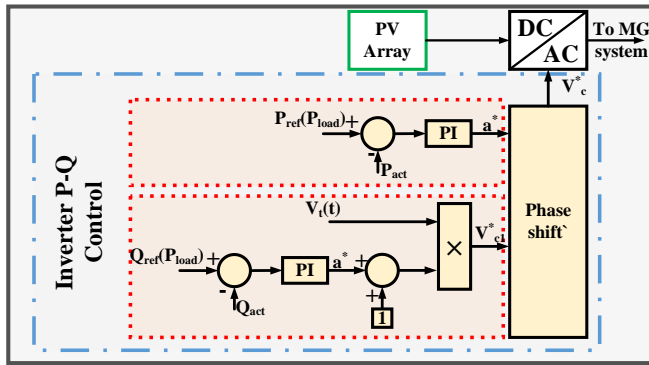 PV
Array
DC
AC
To MG
system
V*c
Inverter P-Q
Control
Pref(Pload)
+
PI
a*
-
Pact
Phase
shift`
Vt(t)
×
V*c1
Qref(Pload)
+
PI
a*
+
-
Qact
+
1